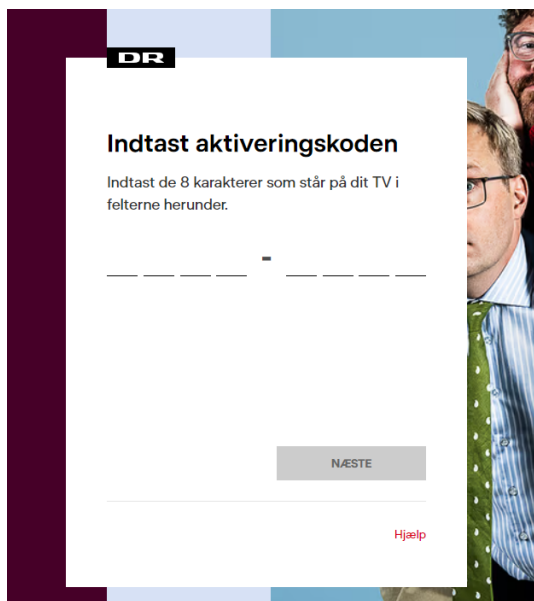 DR
Indtast aktiveringskoden
Indtast de 8 karakterer som står på dit TV i
felterne herunder.
-
NÆSTE
Hjælp